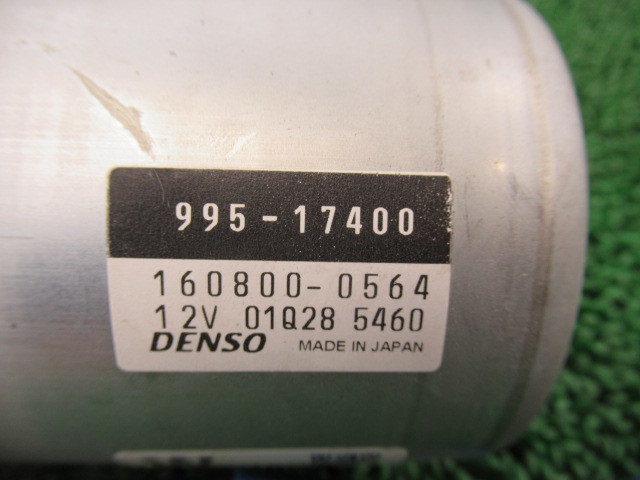 995-17400
160800-0564
12V 01Q28 5460
DENSO MADE IN JAPAN